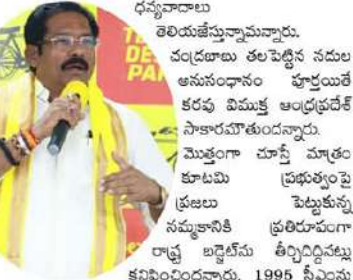 ధన్యవాదాలు
తెలియజేస్తున్నామన్నారు.
చంద్రబాబు తలపెట్టిన నదుల
అనుసంధానం పూర్తయితే
కరవు విముక్త ఆంధ్రప్రదేశ్
సాకారమౌతుందన్నారు.
మొత్తంగా చూస్తే మాత్రం
కూటమి ప్రభుత్వంపై
ప్రజలు పెట్టుకున్న
నమ్మకానికి ప్రతిరూపంగా
రాష్ట్ర బడ్జెట్‌ను తీర్చిదిద్దినట్లు
కనిపించిందన్నారు. 1995 సీఎంను